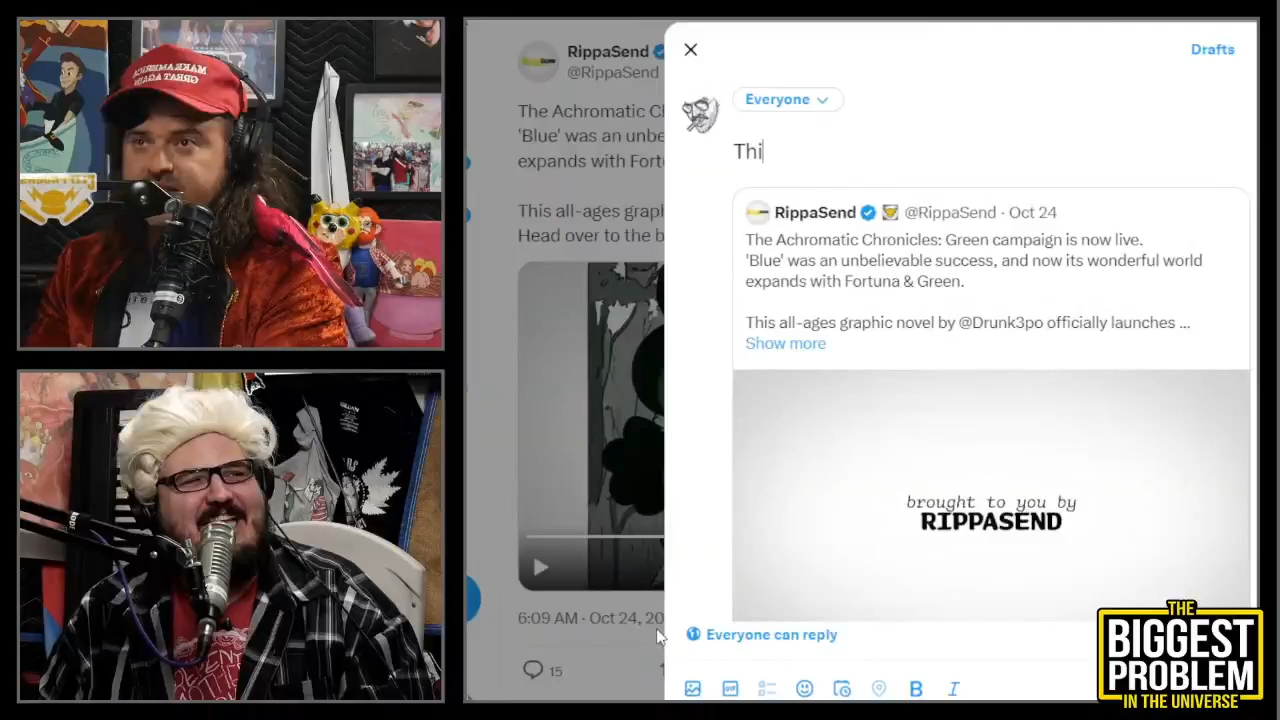 MAKE AMERICA
GREAT AGAIN
RippaSend
@RippaSend
The Achromatic Ch
'Blue' was an unbe
expands with Fort
This all-ages grapl
Head over to the b
6:09 AM · Oct 24, 20
15
Drafts
Everyone
Thi
RippaSend @RippaSend · Oct 24
The Achromatic Chronicles: Green campaign is now live.
'Blue' was an unbelievable success, and now its wonderful world
expands with Fortuna & Green.
This all-ages graphic novel by @Drunk3po officially launches ...
Show more
brought to you by
RIPPASEND
Everyone can reply
GIF
B I
THE
BIGGEST
PROBLEM
IN THE UNIVERSE